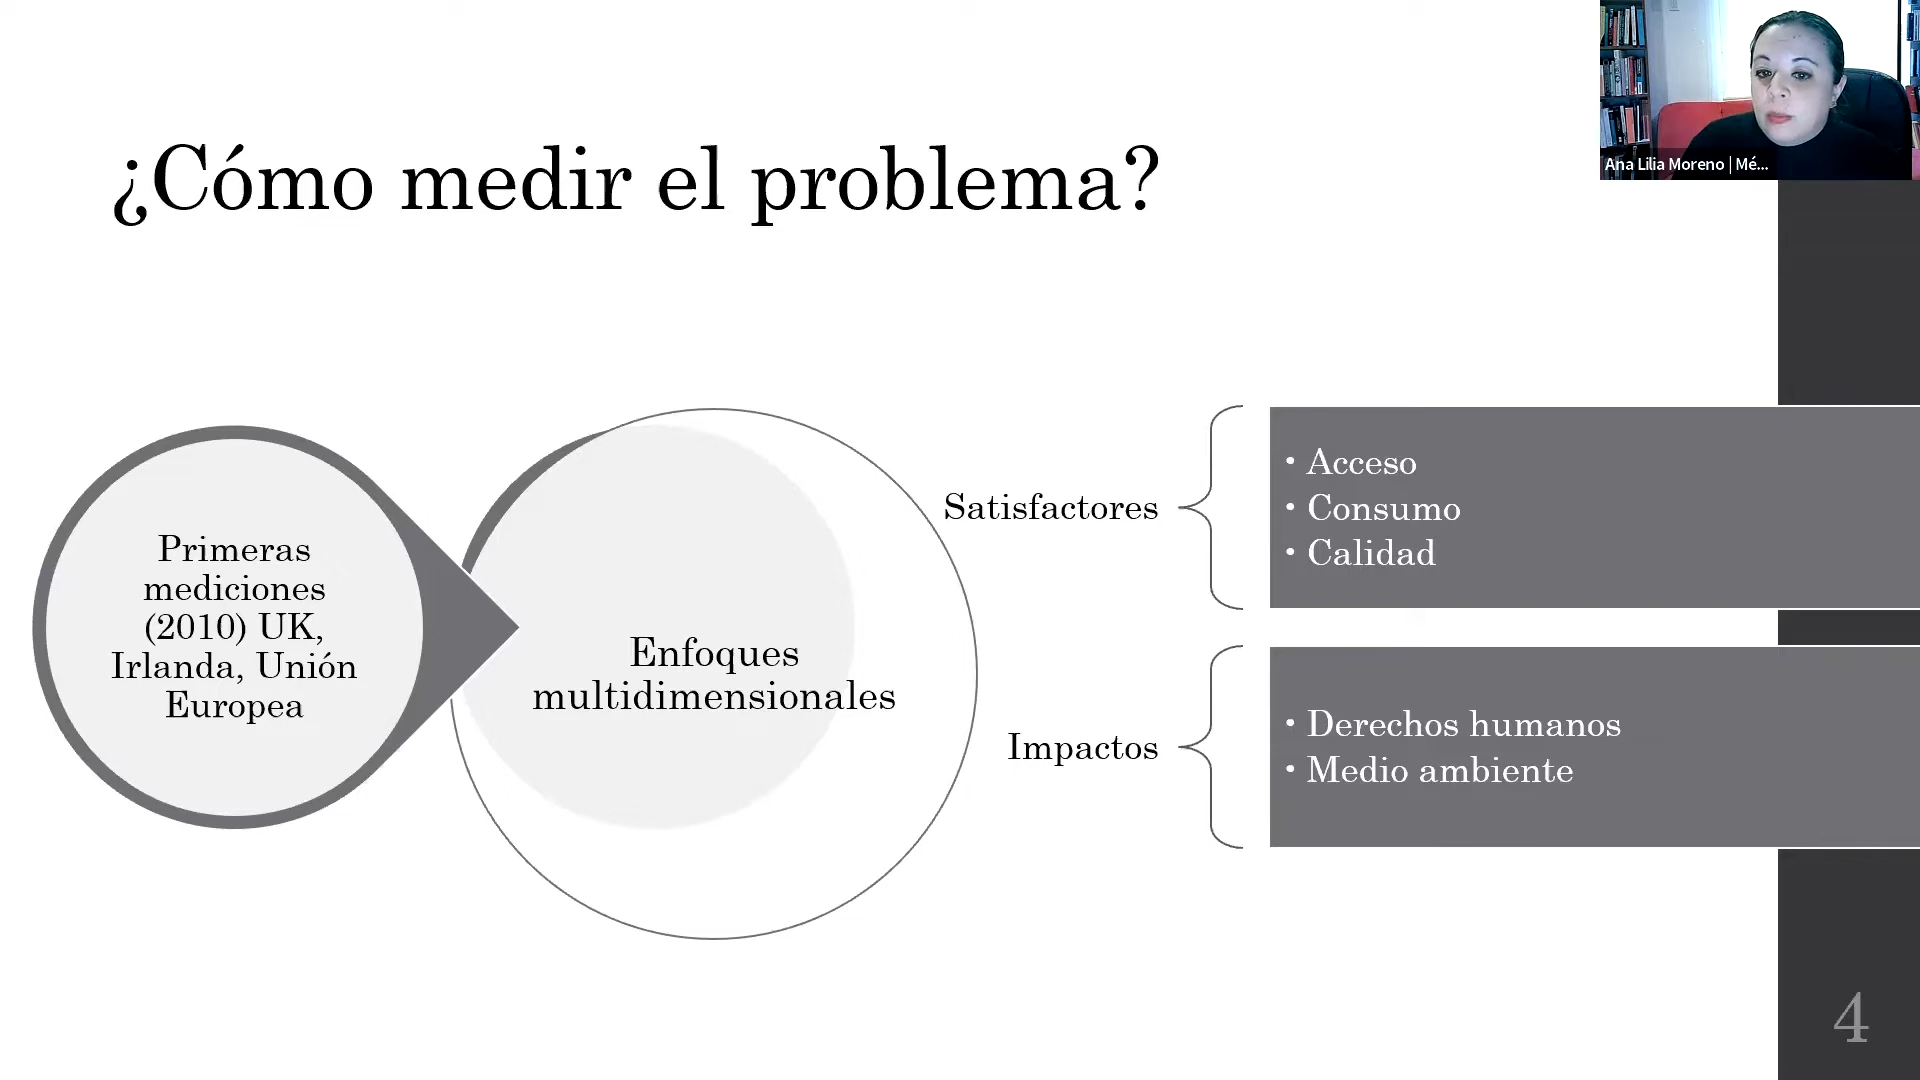 Ana Lilia Moreno | Mé...
¿Cómo medir el problema?
Primeras
mediciones
(2010) UK,
Irlanda, Unión
Europea
Enfoques
multidimensionales
Satisfactores
• Acceso
• Consumo
• Calidad
Impactos
• Derechos humanos
• Medio ambiente
4